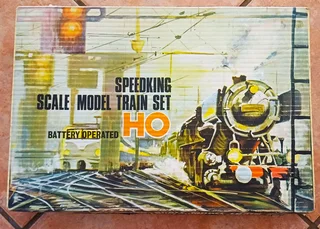 SPEEDKING
SCALE MODEL TRAIN SET
BATTERY OPERATED HO